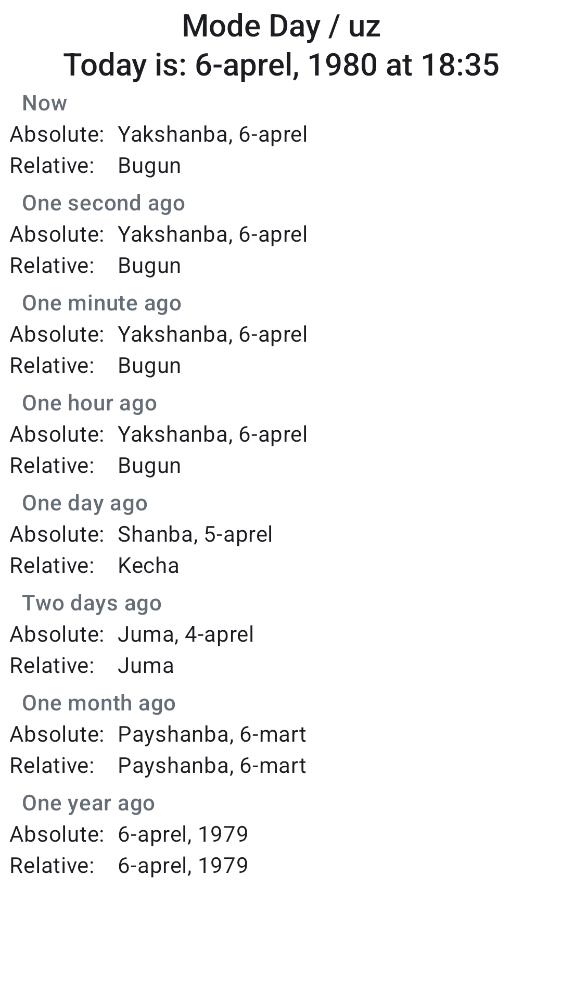 Mode Day / uz
Today is: 6-aprel, 1980 at 18:35
Now
Absolute: Yakshanba, 6-aprel
Relative: Bugun
One second ago
Absolute: Yakshanba, 6-aprel
Relative: Bugun
One minute ago
Absolute: Yakshanba, 6-aprel
Relative: Bugun
One hour ago
Absolute: Yakshanba, 6-aprel
Relative: Bugun
One day ago
Absolute: Shanba, 5-aprel
Relative: Kecha
Two days ago
Absolute: Juma, 4-aprel
Relative: Juma
One month ago
Absolute: Payshanba, 6-mart
Relative: Payshanba, 6-mart
One year ago
Absolute: 6-aprel, 1979
Relative: 6-aprel, 1979